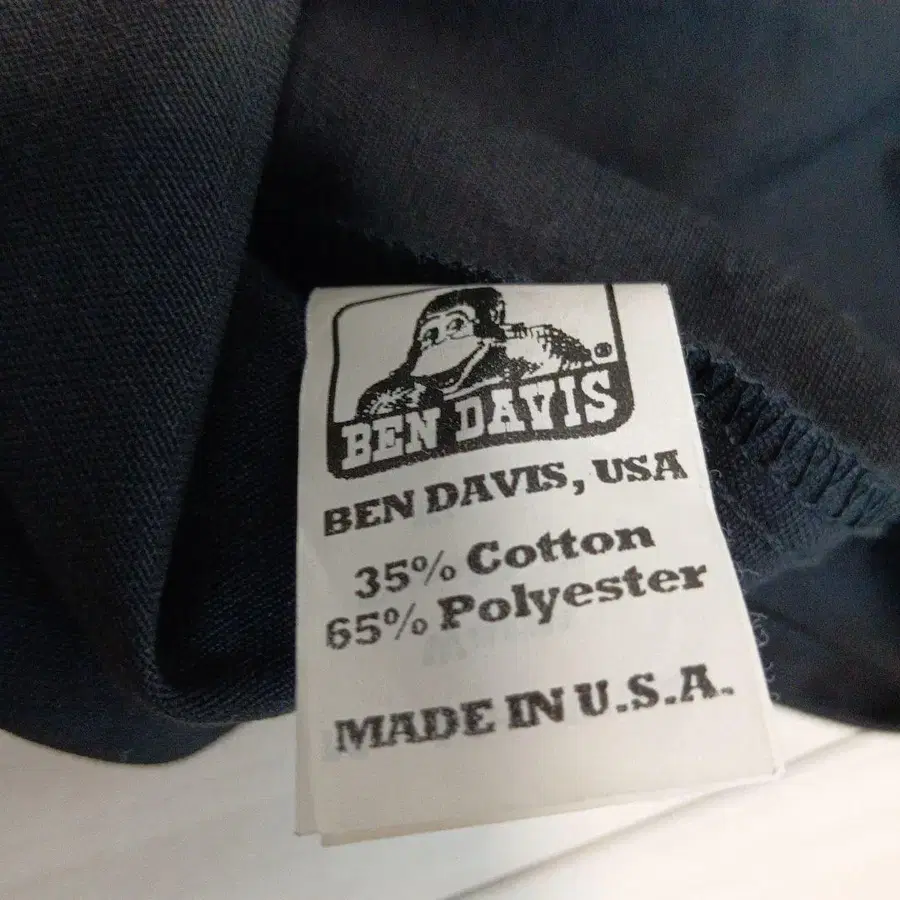 BEN DAVIS
BEN DAVIS, USA
35% Cotton
65% Polyester
MADE IN U.S.A.